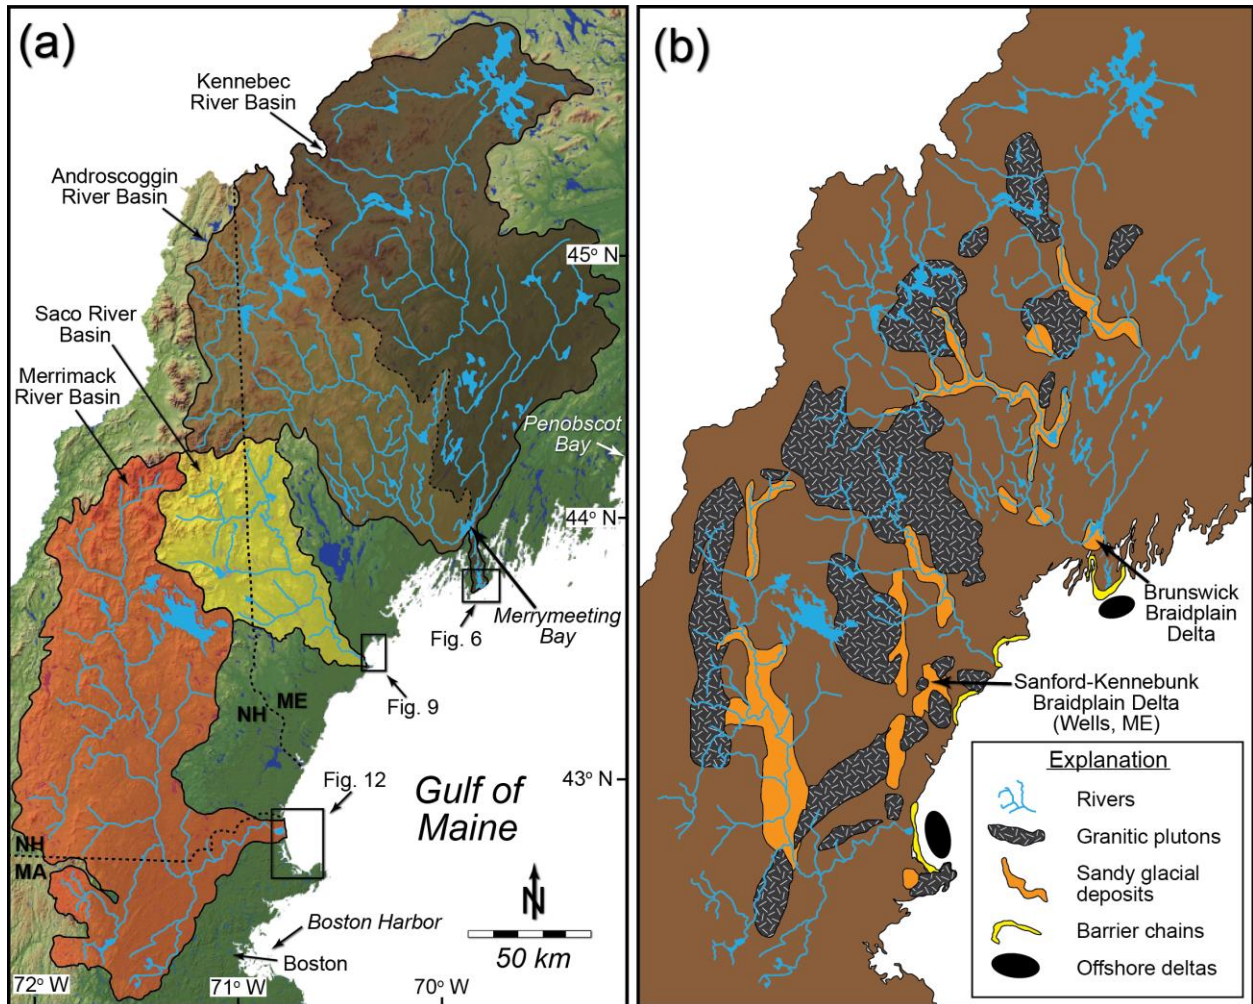 (a)
Kennebec
River Basin
Androscoggin
River Basin
Saco River
Basin
Merrimack
River Basin
45° N
Penobscot
Bay
44° N
Merrymeeting
Bay
Fig. 6
Fig. 9
NH
ME
43° N
Fig. 12
Gulf of
Maine
NH
MA
N
Boston Harbor
Boston
50 km
72° W
71° W
70° W
(b)
Brunswick
Braidplain
Delta
Sanford-Kennebunk
Braidplain Delta
(Wells, ME)
Explanation
Rivers
Granitic plutons
Sandy glacial
deposits
Barrier chains
Offshore deltas